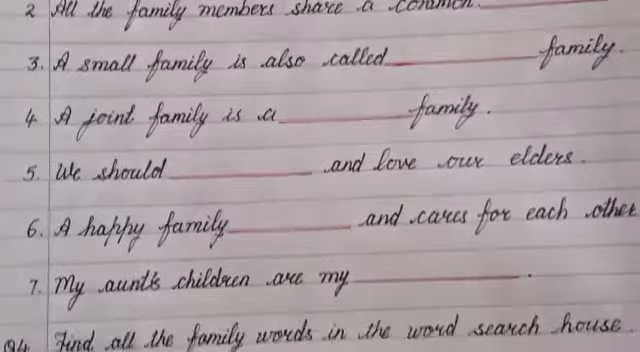 2 All the family members share a common.
3. A small family is also called ________ family.
4. A joint family is a ________ family.
5. We should ________ and love our elders.
6. A happy family ________ and cares for each other
7. My aunt's children are my ________.
Q4 Find all the family words in the word search house.